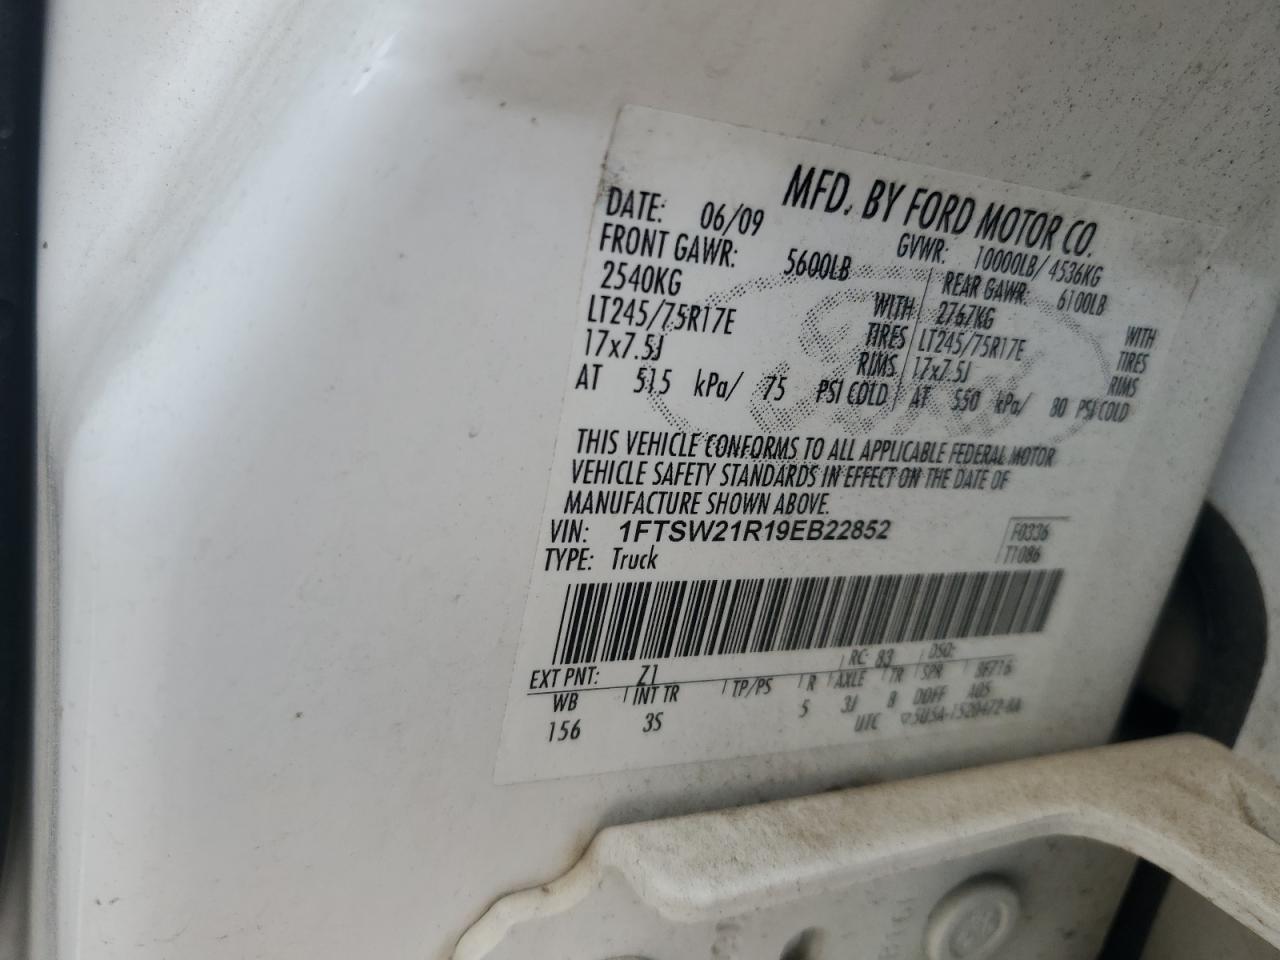 MFD. BY FORD MOTOR CO.
DATE: 06/09 GVWR: 10000LB/ 4536KG
FRONT GAWR: 5600LB REAR GAWR: 6100LB
2540KG WITH 2767KG WITH
LT245/75R17E TIRES LT245/75R17E TIRES
17x7.5J RIMS 17x7.5J RIMS
AT 515 kPa/ 75 PSI COLD AT 550 kPa/ 80 PSI COLD
THIS VEHICLE CONFORMS TO ALL APPLICABLE FEDERAL MOTOR
VEHICLE SAFETY STANDARDS IN EFFECT ON THE DATE OF
MANUFACTURE SHOWN ABOVE.
VIN: 1FTSW21R19EB22852 F0336
TYPE: Truck T1086
EXT PNT: Z1 RC: 83 DSO:
WB INT TR TP/PS R AXLE TR SPR
156 3S 5 3J 8 DDFF
UTC